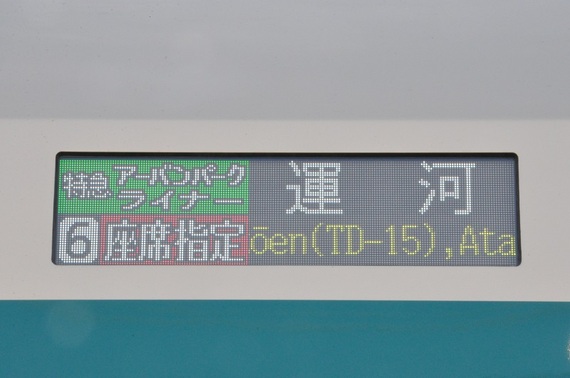 特急 アーバンパークライナー 運河
6 座席指定 ōen(TD-15),Ata